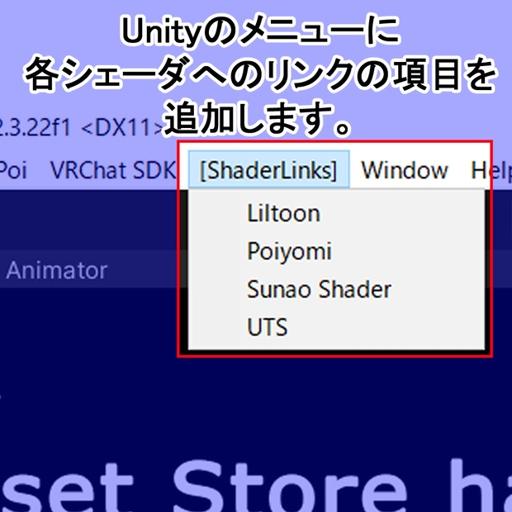 Unityのメニューに
各シェーダへのリンクの項目を
追加します。
2.3.22f1 <DX11>
Poi VRChat SDK [ShaderLinks] Window Help
Liltoon
Poiyomi
Animator
Sunao Shader
UTS
set Store ha